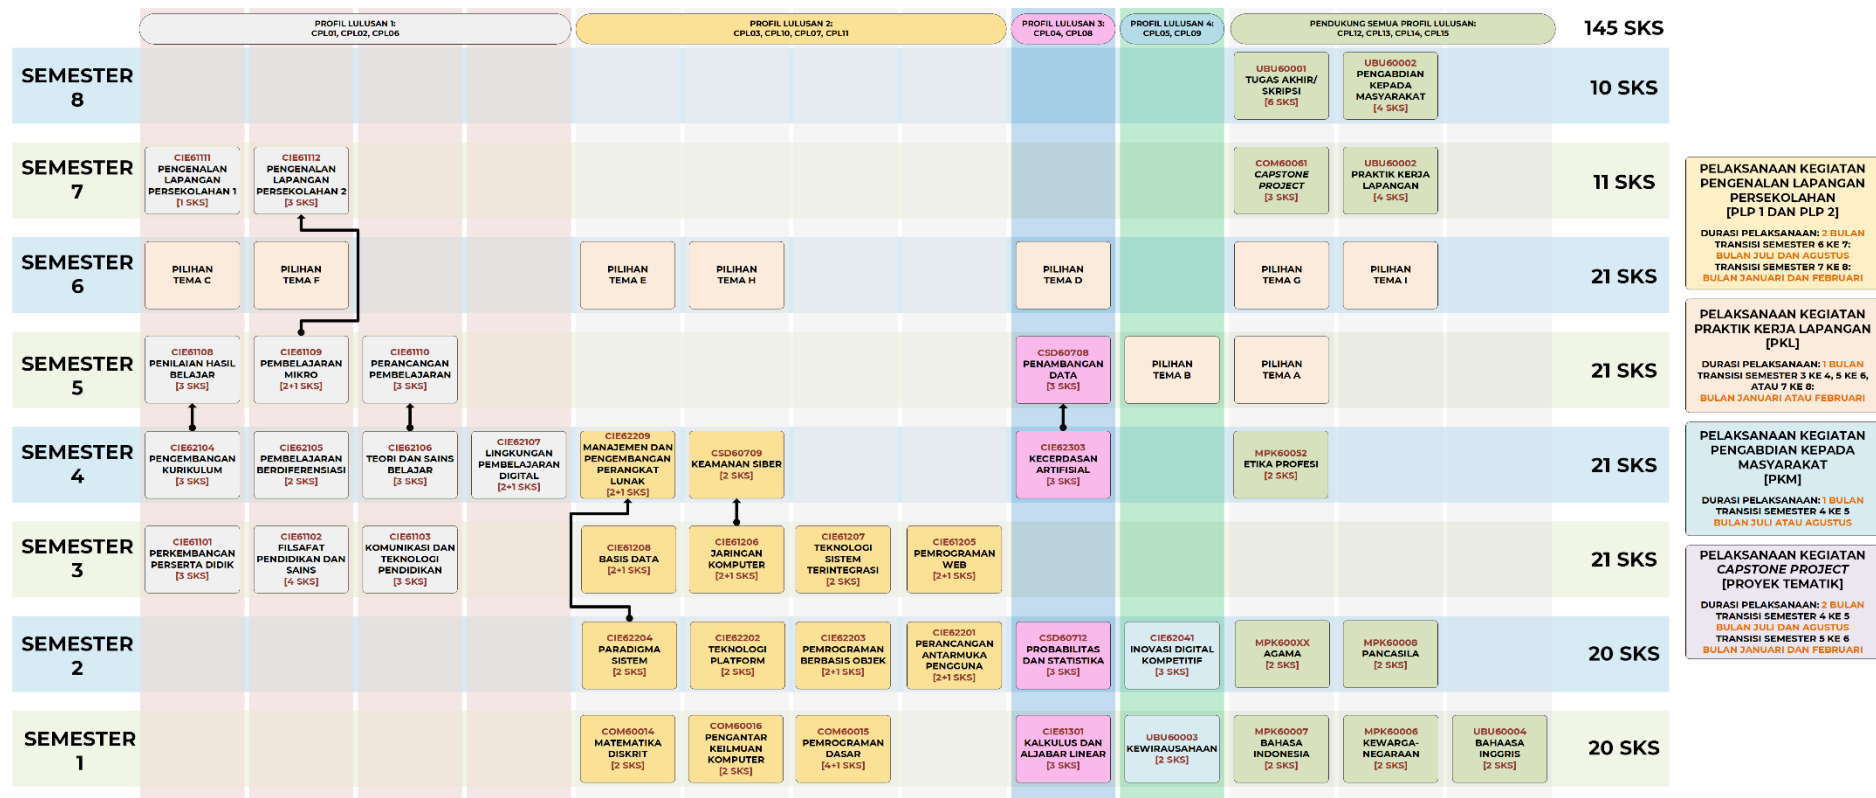 PROFIL LULUSAN 1:
CPL01, CPL02, CPL06
PROFIL LULUSAN 2:
CPL03, CPL10, CPL07, CPL11
PROFIL LULUSAN 3:
CPL04, CPL08
PROFIL LULUSAN 4:
CPL05, CPL09
PENDUKUNG SEMUA PROFIL LULUSAN:
CPL12, CPL13, CPL14, CPL15
145 SKS
SEMESTER
8
UBU60001
TUGAS AKHIR/
SKRIPSI
[6 SKS]
UBU60002
PENGABDIAN
KEPADA
MASYARAKAT
[4 SKS]
10 SKS
SEMESTER
7
CIE61111
PENGENALAN
LAPANGAN
PERSEKOLAHAN 1
[1 SKS]
CIE61112
PENGENALAN
LAPANGAN
PERSEKOLAHAN 2
[3 SKS]
COM60061
CAPSTONE
PROJECT
[3 SKS]
UBU60002
PRAKTIK KERJA
LAPANGAN
[4 SKS]
11 SKS
SEMESTER
6
PILIHAN
TEMA C
PILIHAN
TEMA F
PILIHAN
TEMA E
PILIHAN
TEMA H
PILIHAN
TEMA D
PILIHAN
TEMA G
PILIHAN
TEMA I
21 SKS
SEMESTER
5
CIE61108
PENILAIAN HASIL
BELAJAR
[3 SKS]
CIE61109
PEMBELAJARAN
MIKRO
[2+1 SKS]
CIE61110
PERANCANGAN
PEMBELAJARAN
[3 SKS]
CSD60708
PENAMBANGAN
DATA
[3 SKS]
PILIHAN
TEMA B
PILIHAN
TEMA A
21 SKS
SEMESTER
4
CIE62104
PENGEMBANGAN
KURIKULUM
[3 SKS]
CIE62105
PEMBELAJARAN
BERDIFERENSIASI
[2 SKS]
CIE62106
TEORI DAN SAINS
BELAJAR
[3 SKS]
CIE62107
LINGKUNGAN
PEMBELAJARAN
DIGITAL
[2+1 SKS]
CIE62209
MANAJEMEN DAN
PENGEMBANGAN
PERANGKAT
LUNAK
[2+1 SKS]
CSD60709
KEAMANAN SIBER
[2 SKS]
CIE62303
KECERDASAN
ARTIFISIAL
[3 SKS]
MPK60052
ETIKA PROFESI
[2 SKS]
21 SKS
SEMESTER
3
CIE61101
PERKEMBANGAN
PERSERTA DIDIK
[3 SKS]
CIE61102
FILSAFAT
PENDIDIKAN DAN
SAINS
[4 SKS]
CIE61103
KOMUNIKASI DAN
TEKNOLOGI
PENDIDIKAN
[3 SKS]
CIE61208
BASIS DATA
[2+1 SKS]
CIE61206
JARINGAN
KOMPUTER
[2+1 SKS]
CIE61207
TEKNOLOGI
SISTEM
TERINTEGRASI
[2 SKS]
CIE61205
PEMROGRAMAN
WEB
[2+1 SKS]
21 SKS
SEMESTER
2
CIE62204
PARADIGMA
SISTEM
[2 SKS]
CIE62202
TEKNOLOGI
PLATFORM
[2 SKS]
CIE62203
PEMROGRAMAN
BERBASIS OBJEK
[2+1 SKS]
CIE62201
PERANCANGAN
ANTARMUKA
PENGGUNA
[2+1 SKS]
CSD60712
PROBABILITAS
DAN STATISTIKA
[3 SKS]
CIE62041
INOVASI DIGITAL
KOMPETITIF
[3 SKS]
MPK600XX
AGAMA
[2 SKS]
MPK60008
PANCASILA
[2 SKS]
20 SKS
SEMESTER
1
COM60014
MATEMATIKA
DISKRIT
[2 SKS]
COM60016
PENGANTAR
KEILMUAN
KOMPUTER
[2 SKS]
COM60015
PEMROGRAMAN
DASAR
[4+1 SKS]
CIE61301
KALKULUS DAN
ALJABAR LINEAR
[3 SKS]
UBU60003
KEWIRAUSAHAAN
[2 SKS]
MPK60007
BAHASA
INDONESIA
[2 SKS]
MPK60006
KEWARGA-
NEGARAAN
[2 SKS]
UBU60004
BAHAASA
INGGRIS
[2 SKS]
20 SKS
PELAKSANAAN KEGIATAN
PENGENALAN LAPANGAN
PERSEKOLAHAN
[PLP 1 DAN PLP 2]
DURASI PELAKSANAAN: 2 BULAN
TRANSISI SEMESTER 6 KE 7:
BULAN JULI DAN AGUSTUS
TRANSISI SEMESTER 7 KE 8:
BULAN JANUARI DAN FEBRUARI
PELAKSANAAN KEGIATAN
PRAKTIK KERJA LAPANGAN
[PKL]
DURASI PELAKSANAAN: 1 BULAN
TRANSISI SEMESTER 3 KE 4, 5 KE 6,
ATAU 7 KE 8:
BULAN JANUARI ATAU FEBRUARI
PELAKSANAAN KEGIATAN
PENGABDIAN KEPADA
MASYARAKAT
[PKM]
DURASI PELAKSANAAN: 1 BULAN
TRANSISI SEMESTER 4 KE 5
BULAN JULI ATAU AGUSTUS
PELAKSANAAN KEGIATAN
CAPSTONE PROJECT
[PROYEK TEMATIK]
DURASI PELAKSANAAN: 2 BULAN
TRANSISI SEMESTER 4 KE 5
BULAN JULI DAN AGUSTUS
TRANSISI SEMESTER 5 KE 6
BULAN JANUARI DAN FEBRUARI